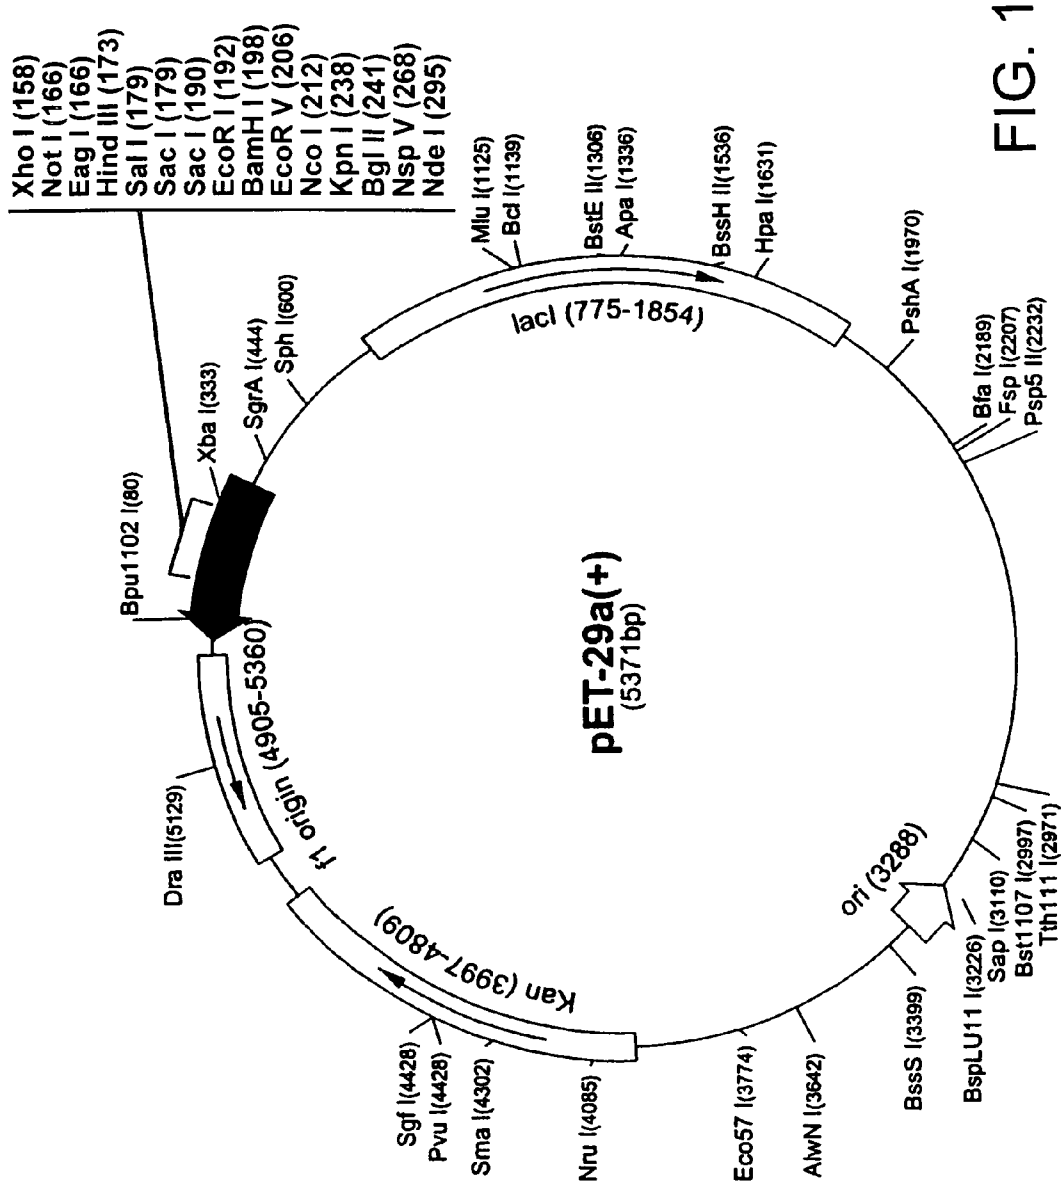 Xho I (158)
Not I (166)
Eag I (166)
Hind III (173)
Sal I (179)
Sac I (179)
Sac I (190)
EcoR I (192)
BamH I (198)
EcoR V (206)
Nco I (212)
Kpn I (238)
Bgl II (241)
Nsp V (268)
Nde I (295)
Bpu1102 I(80)
Xba I(333)
SgrA I(444)
Sph I(600)
Mlu I(1125)
Bcl I(1139)
BstE II(1306)
Apa I(1336)
BssH II(1536)
Hpa I(1631)
lacI (775-1854)
PshA I(1970)
Bfa I(2189)
Fsp I(2207)
Psp5 II(2232)
Dra III(5129)
f1 origin (4905-5360)
Kan (3997-4809)
Sgf I(4428)
Pvu I(4428)
Sma I(4302)
Nru I(4085)
pET-29a(+)
(5371bp)
Eco57 I(3774)
AlwN I(3642)
ori (3288)
BssS I(3399)
BspLU11 I(3226)
Sap I(3110)
Bst1107 I(2997)
Tth111 I(2971)
FIG. 1